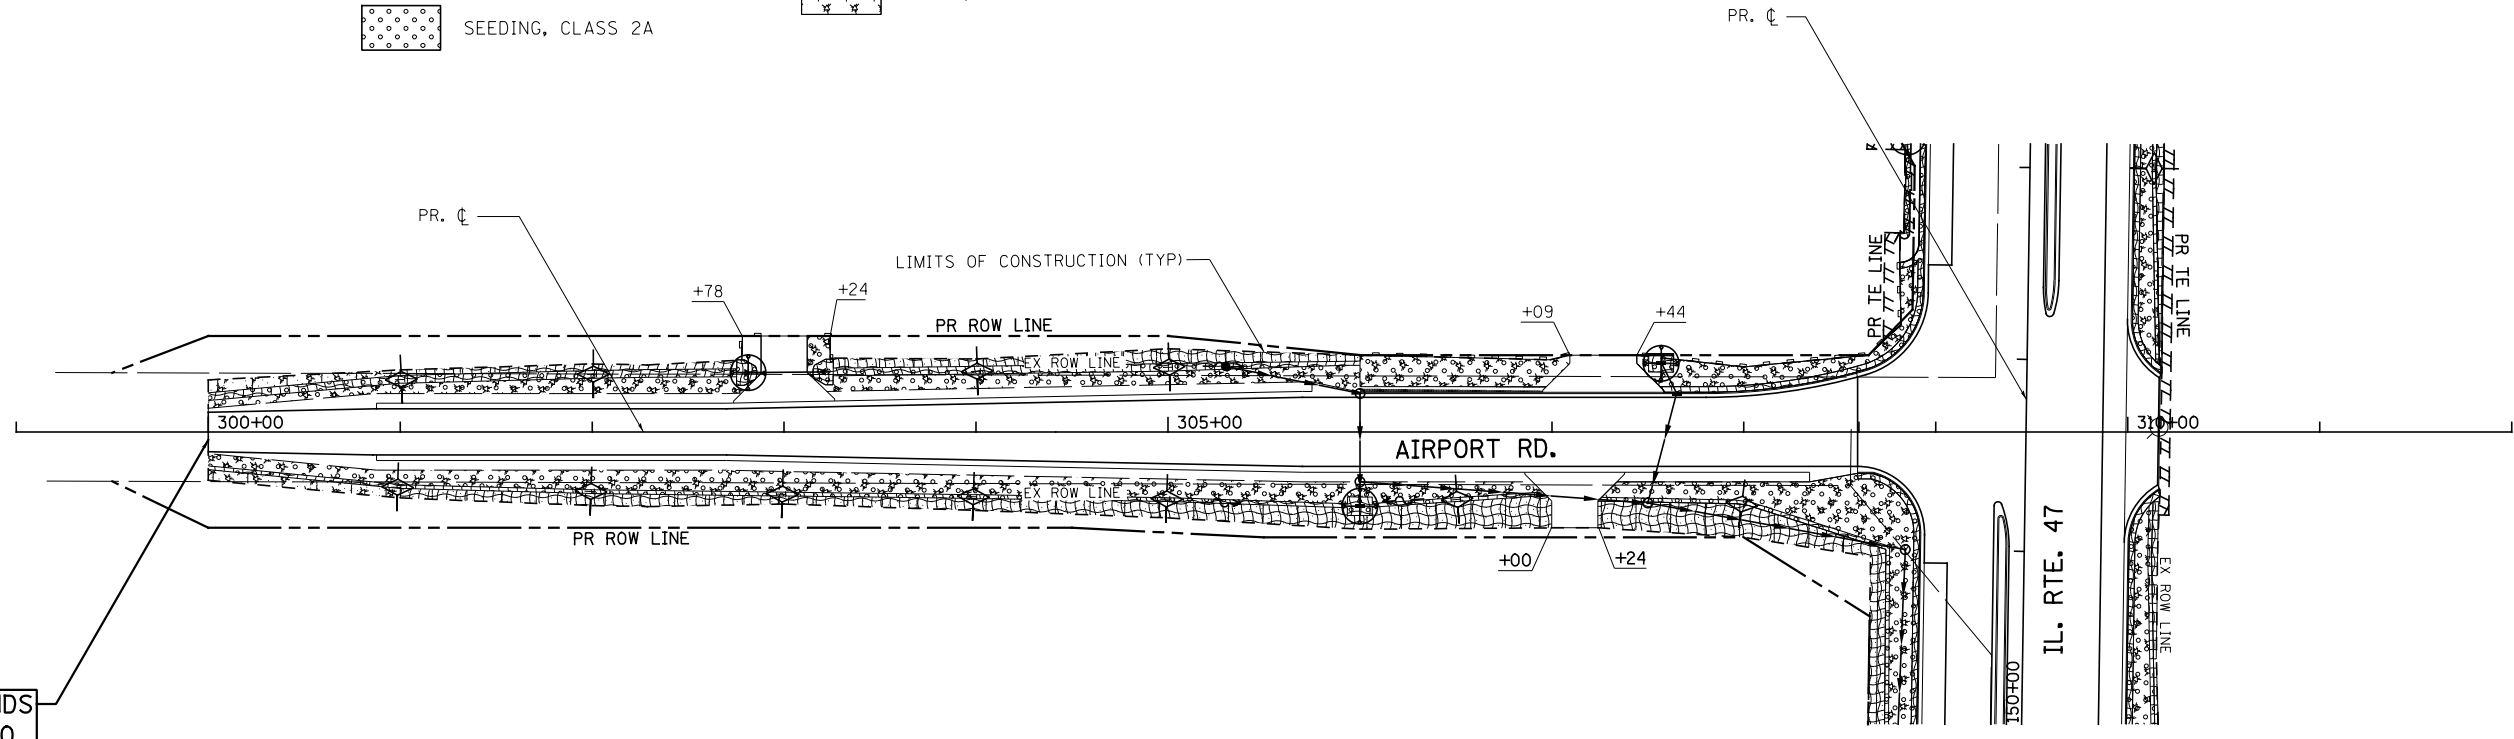 SEEDING, CLASS 2A
PR. ℄
PR. ℄
LIMITS OF CONSTRUCTION (TYP)
+78
+24
PR ROW LINE
+09
+44
PR TE LINE
PR TE LINE
EX ROW LINE
300+00
305+00
310+00
AIRPORT RD.
EX ROW LINE
PR ROW LINE
+00
+24
IL. RTE. 47
EX ROW LINE
150+00